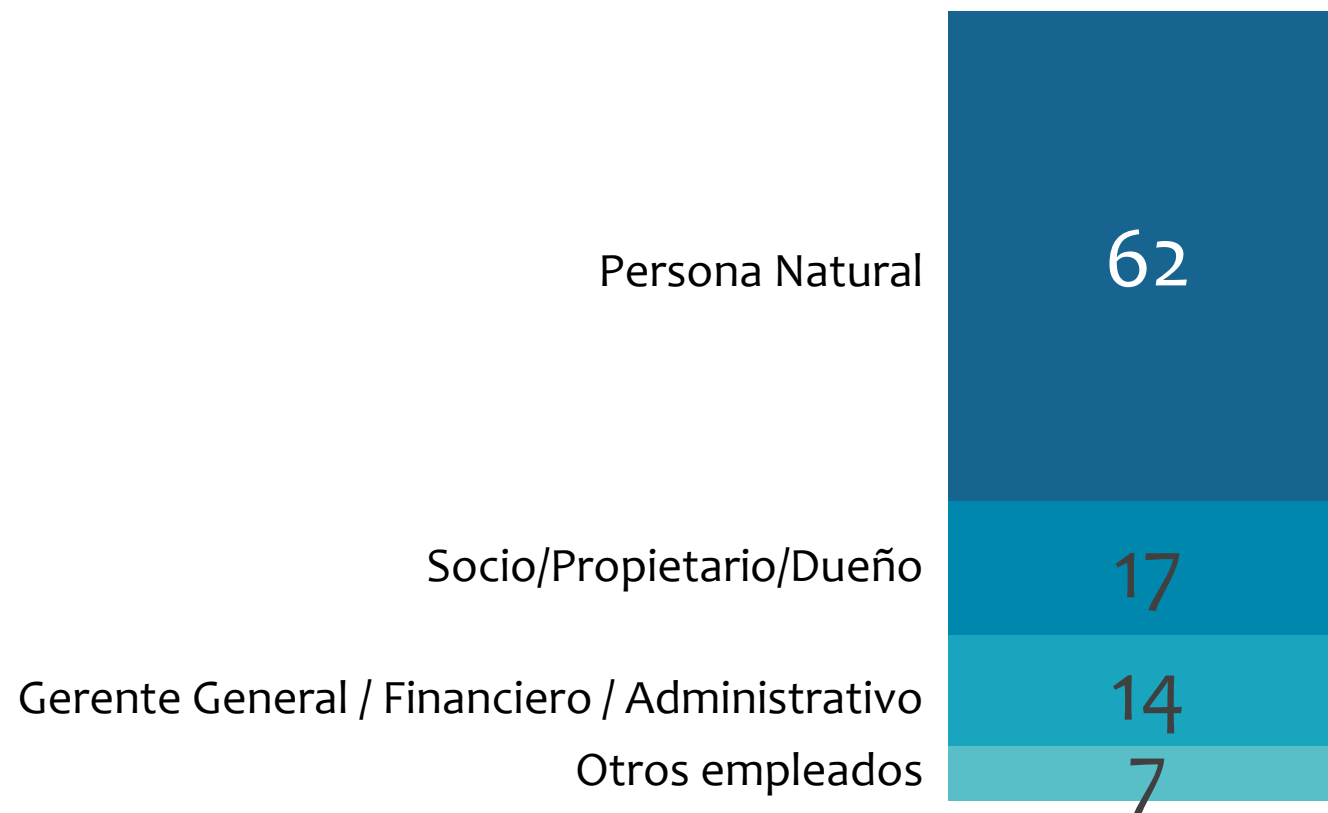 Persona Natural 62
Socio/Propietario/Dueño 17
Gerente General / Financiero / Administrativo 14
Otros empleados 7